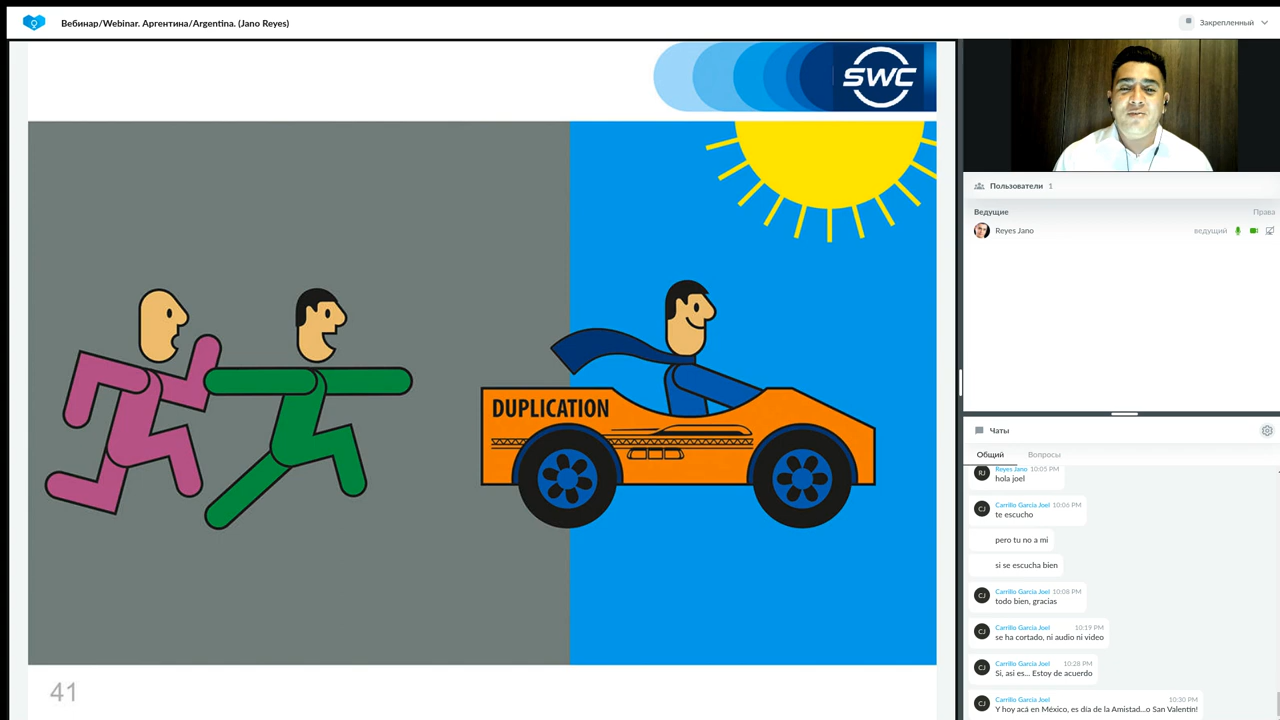 Вебинар/Webinar. Аргентина/Argentina. (Jano Reyes)
Закрепленный
SWC
DUPLICATION
41
Пользователи 1
Ведущие
Права
Reyes Jano
ведущий
Чаты
Общий
Вопросы
RJ
Reyes Jano 10:05 PM
hola joel
CJ
Carrillo Garcia Joel 10:06 PM
te escucho
pero tu no a mi
si se escucha bien
CJ
Carrillo Garcia Joel 10:08 PM
todo bien, gracias
CJ
Carrillo Garcia Joel 10:19 PM
se ha cortado, ni audio ni video
CJ
Carrillo Garcia Joel 10:28 PM
Si, asi es... Estoy de acuerdo
CJ
Carrillo Garcia Joel 10:30 PM
Y hoy acá en México, es día de la Amistad...o San Valentín!